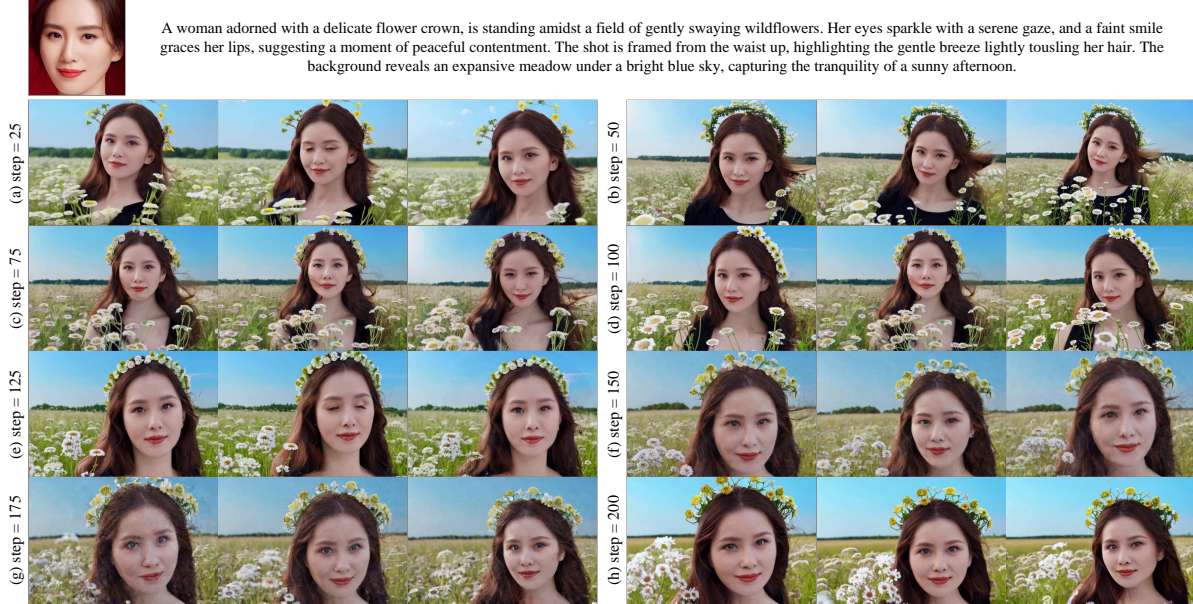 A woman adorned with a delicate flower crown, is standing amidst a field of gently swaying wildflowers. Her eyes sparkle with a serene gaze, and a faint smile
graces her lips, suggesting a moment of peaceful contentment. The shot is framed from the waist up, highlighting the gentle breeze lightly tousling her hair. The
background reveals an expansive meadow under a bright blue sky, capturing the tranquility of a sunny afternoon.
(a) step = 25
(b) step = 50
(c) step = 75
(d) step = 100
(e) step = 125
(f) step = 150
(g) step = 175
(h) step = 200